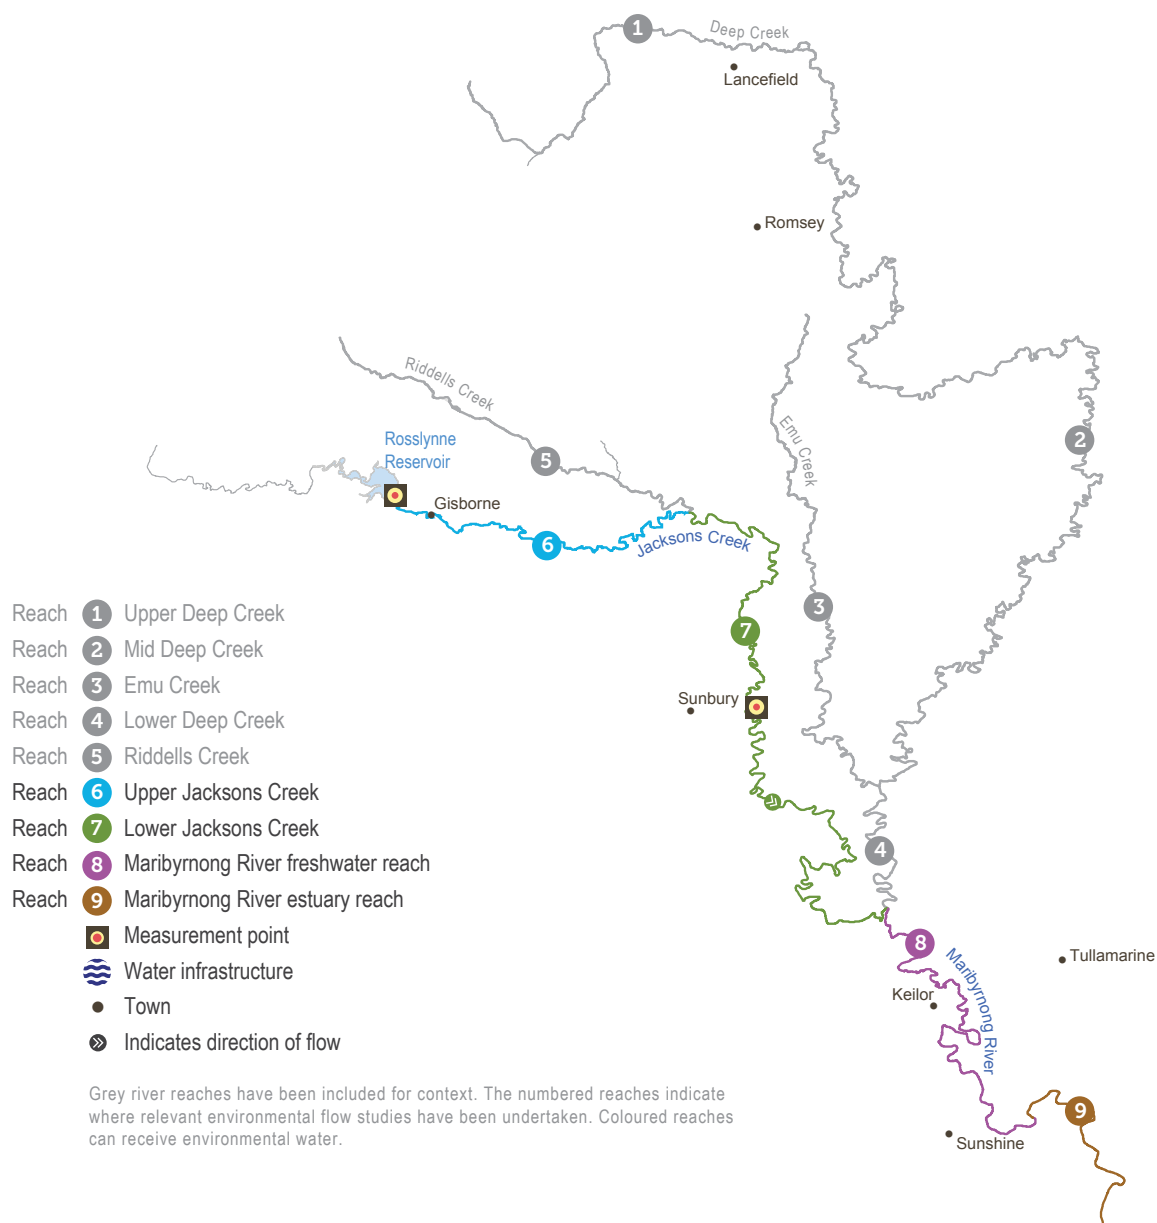 1
Deep Creek
Lancefield
Romsey
Riddells Creek
Emu Creek
2
Rosslynne
Reservoir
5
Gisborne
6
Jacksons Creek
3
7
Sunbury
4
8
Maribyrnong River
Tullamarine
Keilor
9
Sunshine
Reach 1 Upper Deep Creek
Reach 2 Mid Deep Creek
Reach 3 Emu Creek
Reach 4 Lower Deep Creek
Reach 5 Riddells Creek
Reach 6 Upper Jacksons Creek
Reach 7 Lower Jacksons Creek
Reach 8 Maribyrnong River freshwater reach
Reach 9 Maribyrnong River estuary reach
Measurement point
Water infrastructure
Town
Indicates direction of flow
Grey river reaches have been included for context. The numbered reaches indicate
where relevant environmental flow studies have been undertaken. Coloured reaches
can receive environmental water.